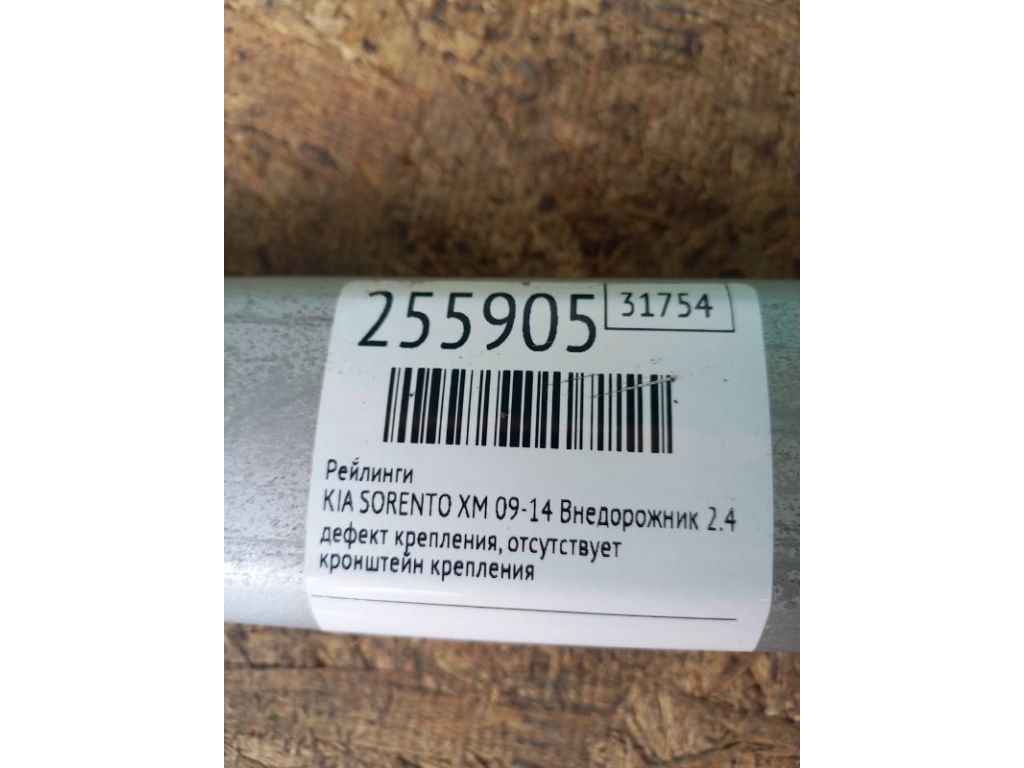 255905
31754
Рейлинги
KIA SORENTO XM 09-14 Внедорожник 2.4
дефект крепления, отсутствует
кронштейн крепления